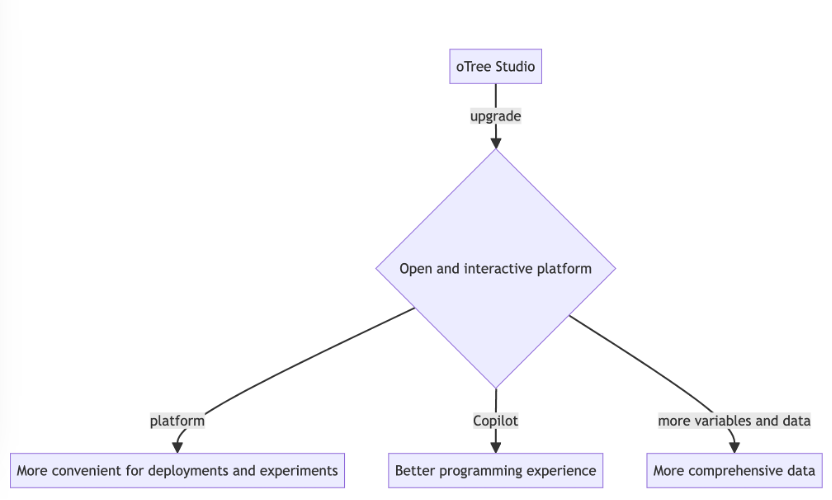 oTree Studio
upgrade
Open and interactive platform
platform
Copilot
more variables and data
More convenient for deployments and experiments
Better programming experience
More comprehensive data